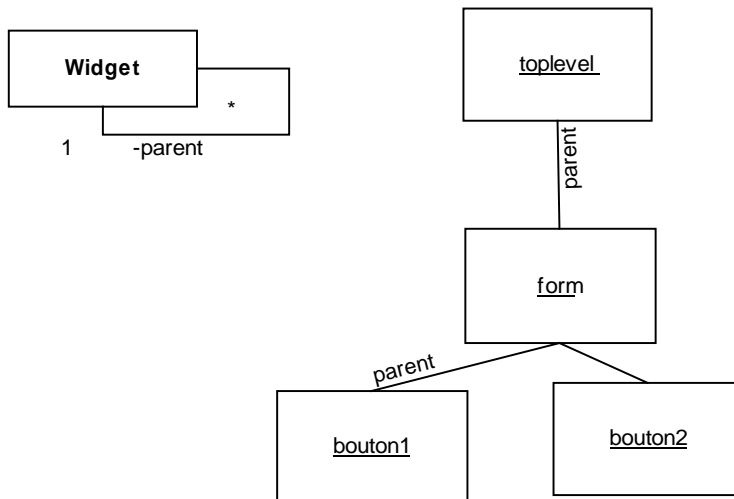 Widget
*
1 -parent
toplevel
parent
form
parent
bouton1
bouton2